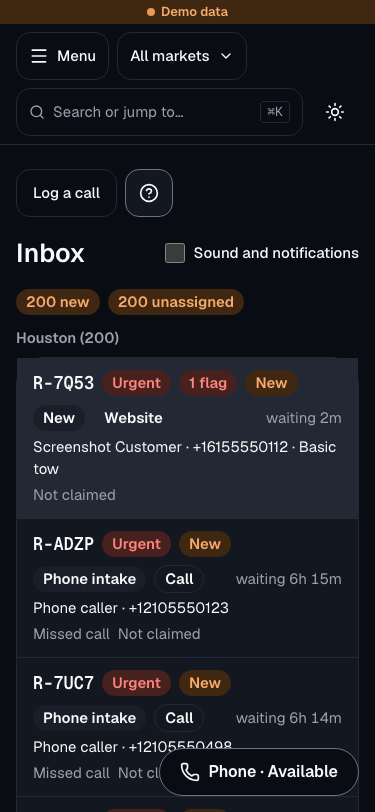 Demo data
Menu
All markets
Search or jump to... ⌘K
Log a call
Inbox
Sound and notifications
200 new
200 unassigned
Houston (200)
R-7Q53 Urgent 1 flag New
New Website waiting 2m
Screenshot Customer · +16155550112 · Basic
tow
Not claimed
R-ADZP Urgent New
Phone intake Call waiting 6h 15m
Phone caller · +12105550123
Missed call Not claimed
R-7UC7 Urgent New
Phone intake Call waiting 6h 14m
Phone caller · +12105550498
Missed call Not cl
Phone · Available